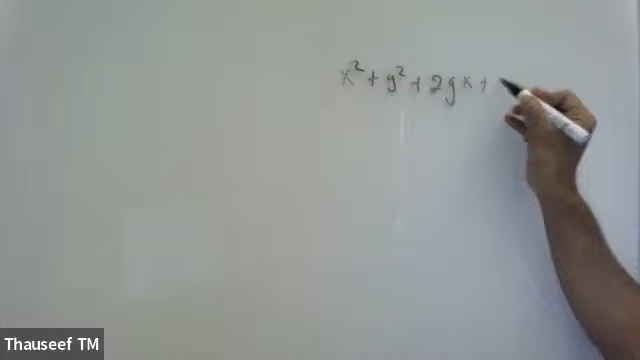 x² + y² + 2gx +
Thauseef TM